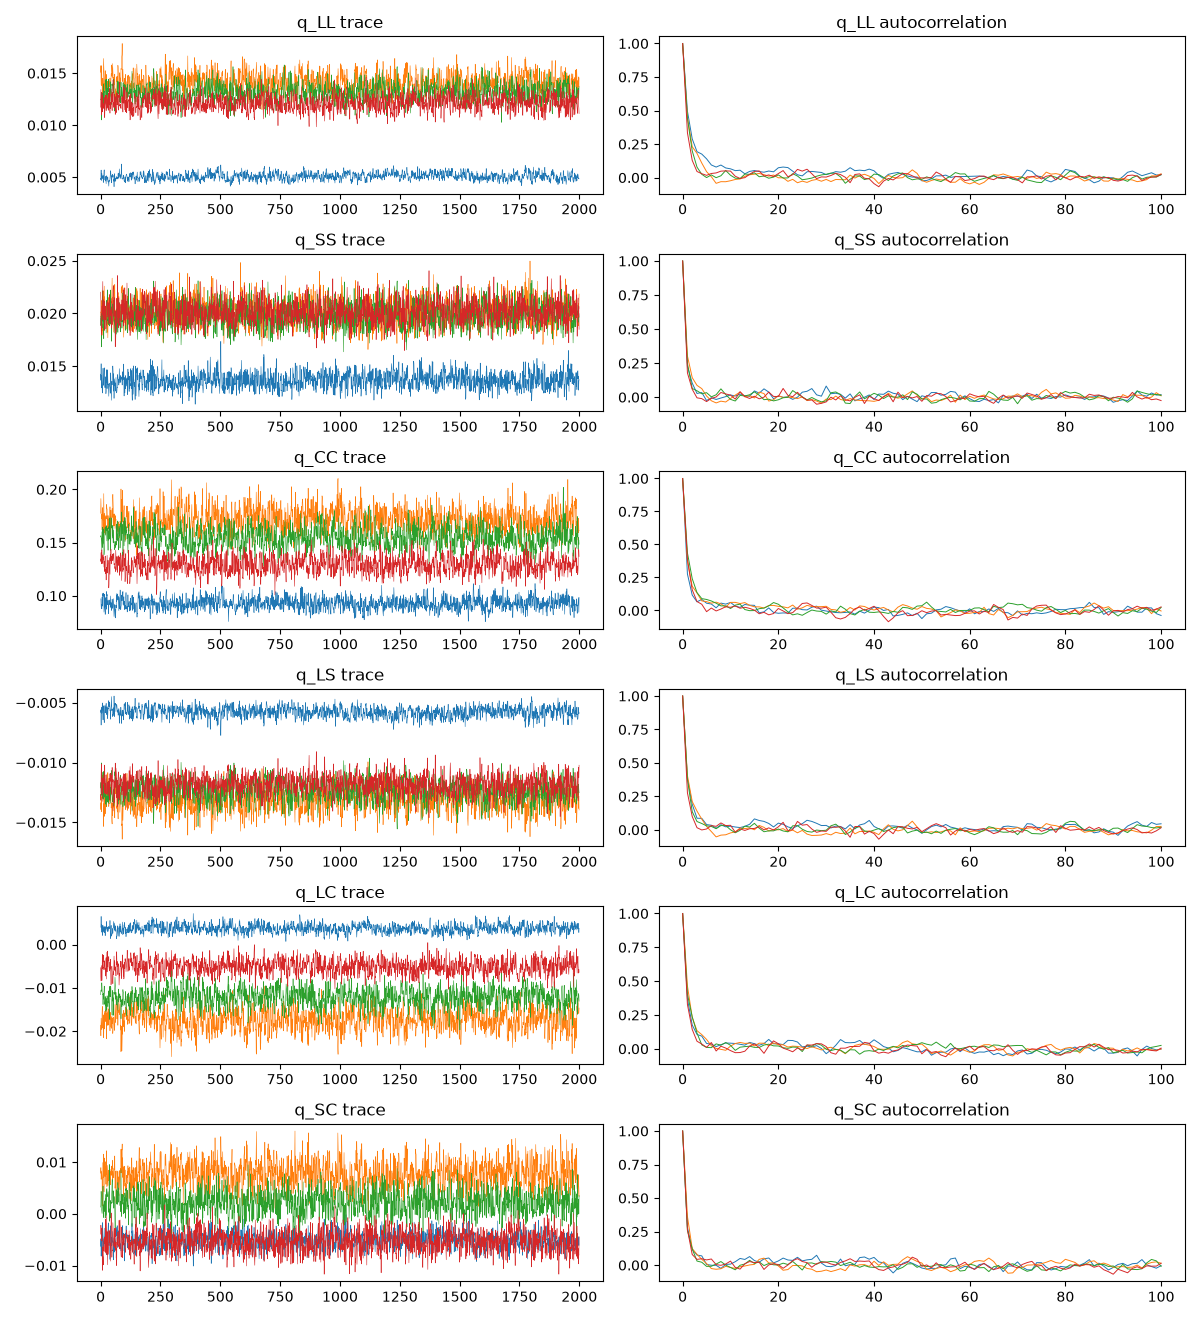 q_LL trace
q_LL autocorrelation
0.015
0.010
0.005
0 250 500 750 1000 1250 1500 1750 2000
1.00
0.75
0.50
0.25
0.00
0 20 40 60 80 100
q_SS trace
q_SS autocorrelation
0.025
0.020
0.015
0 250 500 750 1000 1250 1500 1750 2000
1.00
0.75
0.50
0.25
0.00
0 20 40 60 80 100
q_CC trace
q_CC autocorrelation
0.20
0.15
0.10
0 250 500 750 1000 1250 1500 1750 2000
1.00
0.75
0.50
0.25
0.00
0 20 40 60 80 100
q_LS trace
q_LS autocorrelation
−0.005
−0.010
−0.015
0 250 500 750 1000 1250 1500 1750 2000
1.00
0.75
0.50
0.25
0.00
0 20 40 60 80 100
q_LC trace
q_LC autocorrelation
0.00
−0.01
−0.02
0 250 500 750 1000 1250 1500 1750 2000
1.00
0.75
0.50
0.25
0.00
0 20 40 60 80 100
q_SC trace
q_SC autocorrelation
0.01
0.00
−0.01
0 250 500 750 1000 1250 1500 1750 2000
1.00
0.75
0.50
0.25
0.00
0 20 40 60 80 100